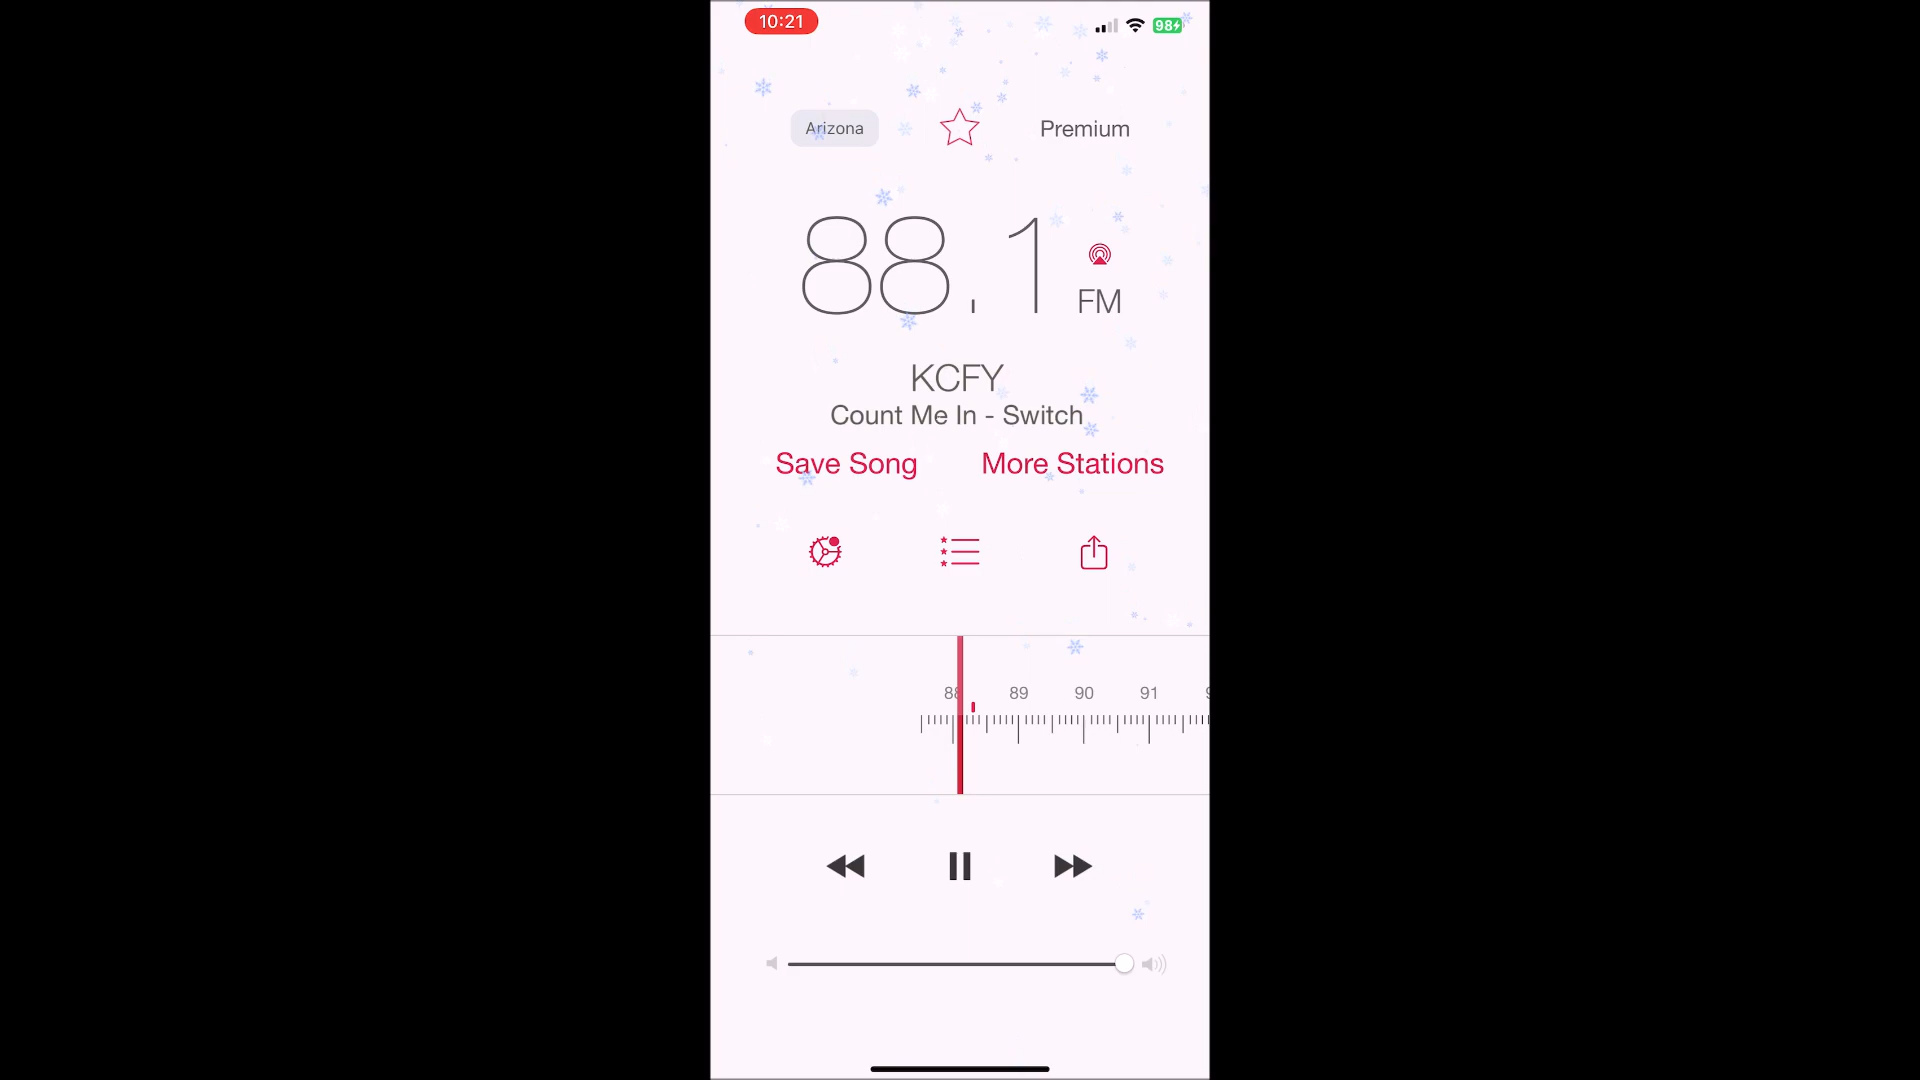 10:21
98
Arizona
Premium
88.1
FM
KCFY
Count Me In - Switch
Save Song
More Stations
88 89 90 91